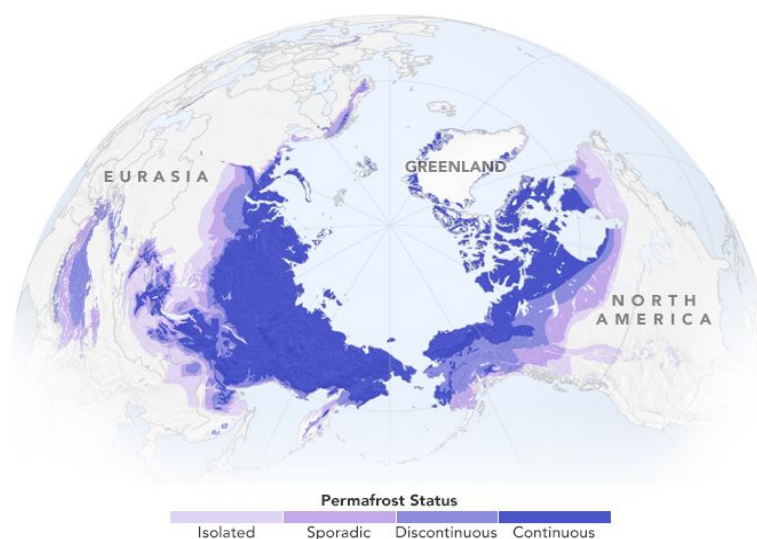 EURASIA
GREENLAND
NORTH
AMERICA
Permafrost Status
Isolated Sporadic Discontinuous Continuous